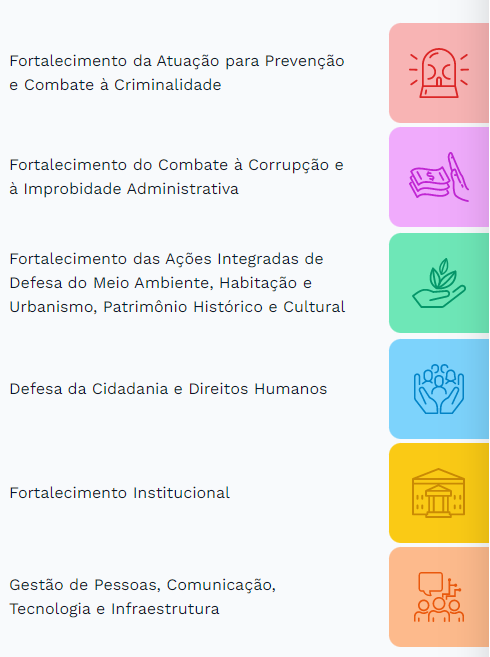 Fortalecimento da Atuação para Prevenção
e Combate à Criminalidade
Fortalecimento do Combate à Corrupção e
à Improbidade Administrativa
Fortalecimento das Ações Integradas de
Defesa do Meio Ambiente, Habitação e
Urbanismo, Patrimônio Histórico e Cultural
Defesa da Cidadania e Direitos Humanos
Fortalecimento Institucional
Gestão de Pessoas, Comunicação,
Tecnologia e Infraestrutura